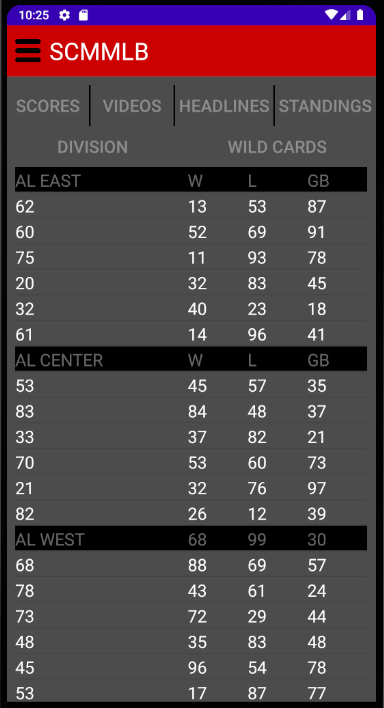 10:25
SCMMLB
SCORES VIDEOS HEADLINES STANDINGS
DIVISION WILD CARDS
AL EAST W L GB
62 13 53 87
60 52 69 91
75 11 93 78
20 32 83 45
32 40 23 18
61 14 96 41
AL CENTER W L GB
53 45 57 35
83 84 48 37
33 37 82 21
70 53 60 73
21 32 76 97
82 26 12 39
AL WEST 68 99 30
68 88 69 57
78 43 61 24
73 72 29 44
48 35 83 48
45 96 54 78
53 17 87 77